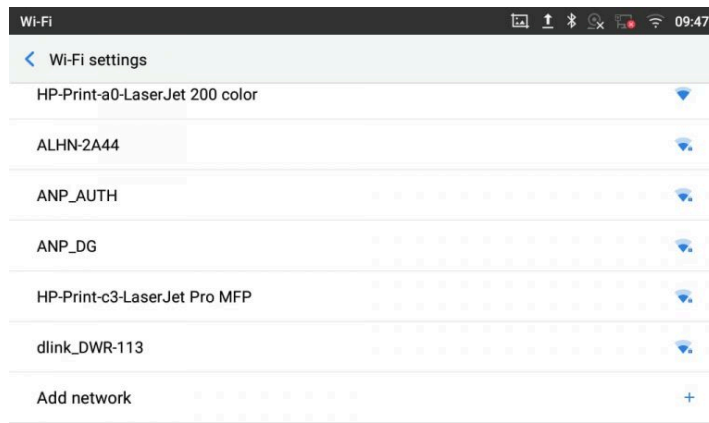 Wi-Fi 09:47
Wi-Fi settings
HP-Print-a0-LaserJet 200 color
ALHN-2A44
ANP_AUTH
ANP_DG
HP-Print-c3-LaserJet Pro MFP
dlink_DWR-113
Add network